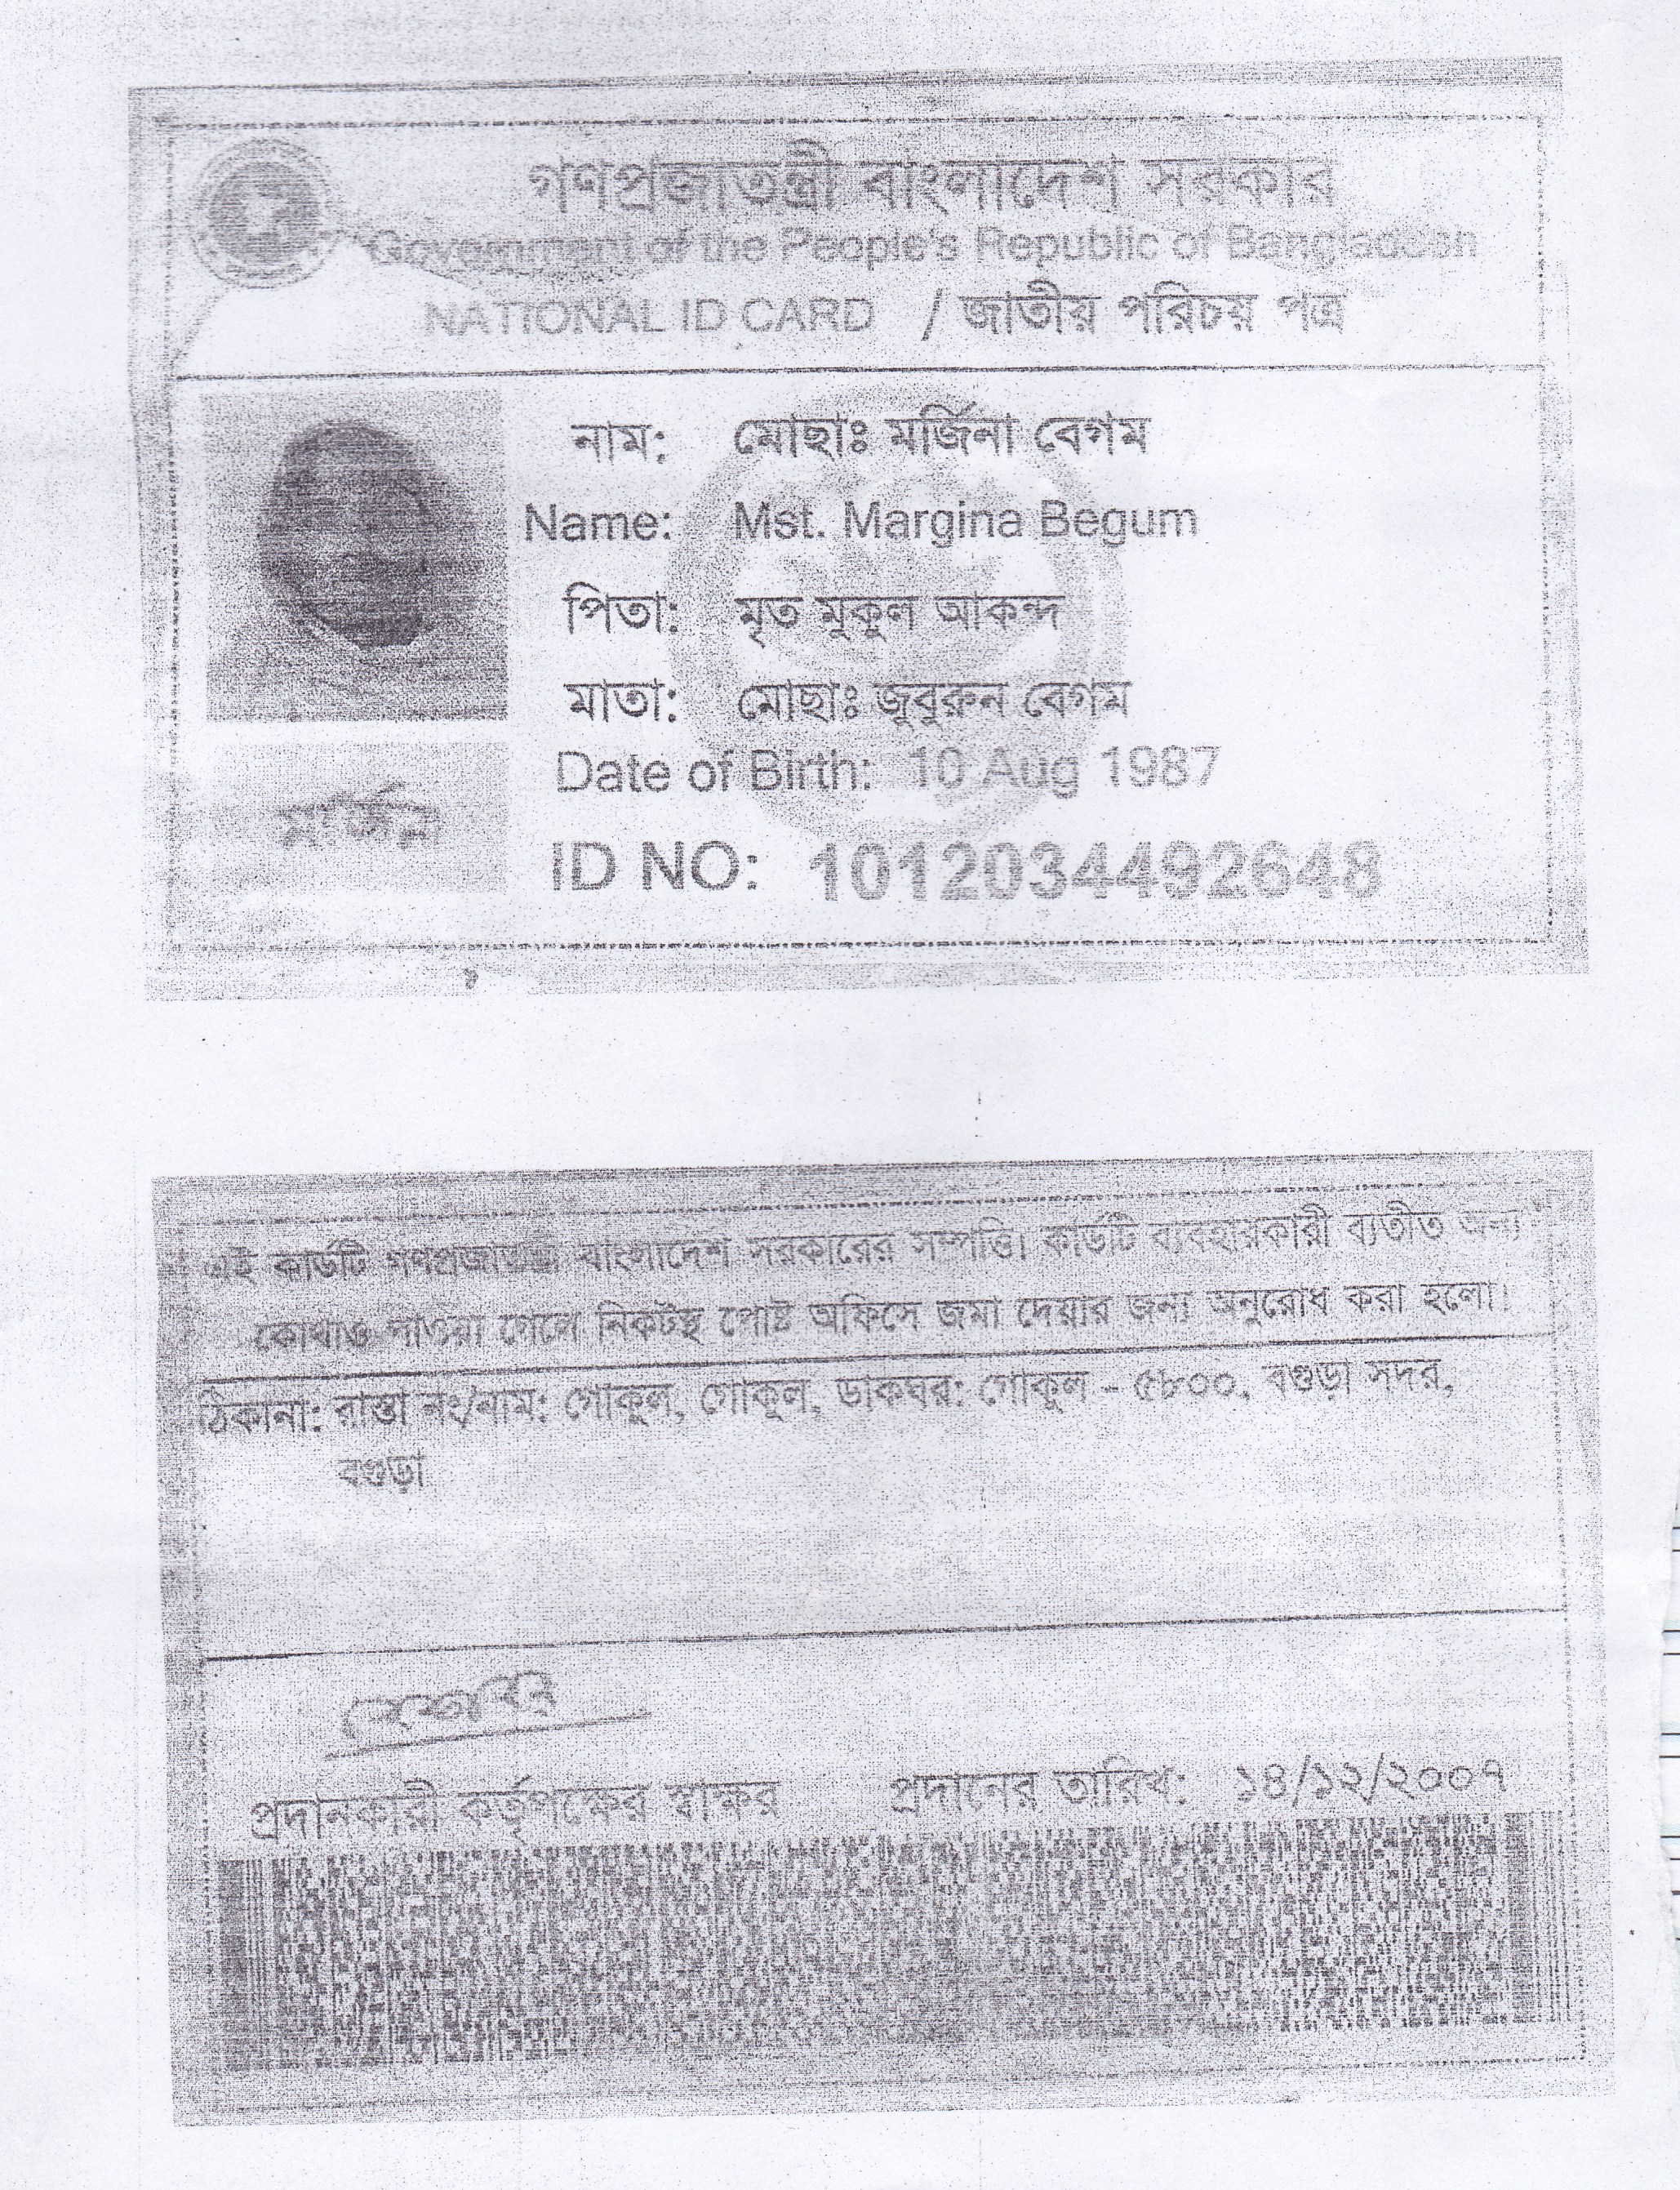 গণপ্রজাতন্ত্রী বাংলাদেশ সরকার
Government of the People's Republic of Bangladesh
NATIONAL ID CARD / জাতীয় পরিচয় পত্র
নাম: মোছাঃ মর্জিনা বেগম
Name: Mst. Margina Begum
পিতা: মৃত মুকুল আকন্দ
মাতা: মোছাঃ জুবুরুন বেগম
Date of Birth: 10 Aug 1987
ID NO: 1012034492648
এই কার্ডটি গণপ্রজাতন্ত্রী বাংলাদেশ সরকারের সম্পত্তি। কার্ডটি ব্যবহারকারী ব্যতীত অন্য
কোথাও পাওয়া গেলে নিকটস্থ পোষ্ট অফিসে জমা দেয়ার জন্য অনুরোধ করা হলো।
ঠিকানা: রাস্তা নং/নাম: গোকুল, গোকুল, ডাকঘর: গোকুল - ৫৮০০, বগুড়া সদর,
বগুড়া
প্রদানকারী কর্তৃপক্ষের স্বাক্ষর প্রদানের তারিখ: ১৪/১২/২০০৭